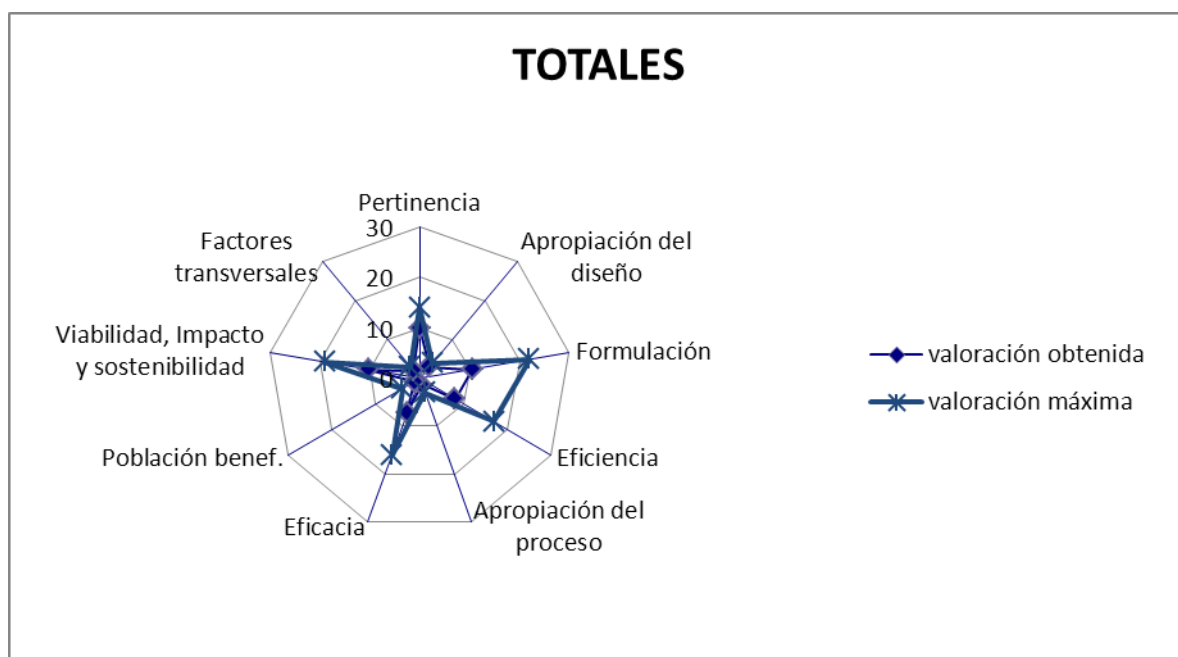 TOTALES
Pertinencia
30
20
10
0
Apropiación del
diseño
Formulación
Eficiencia
Apropiación del
proceso
Eficacia
Población benef.
Viabilidad, Impacto
y sostenibilidad
Factores
transversales
valoración obtenida
valoración máxima